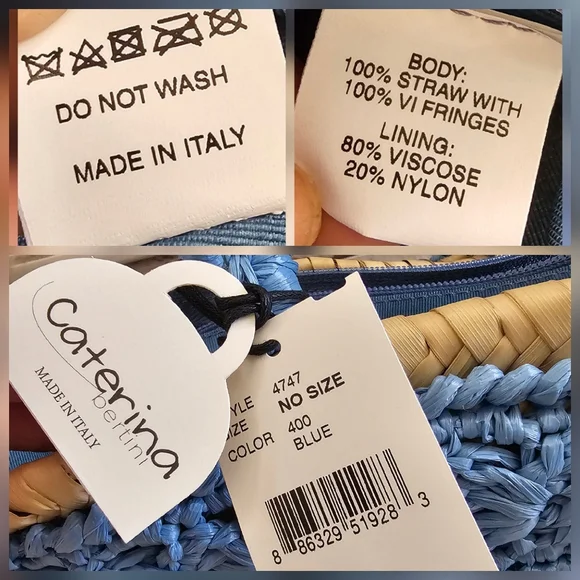 DO NOT WASH
MADE IN ITALY
BODY:
100% STRAW WITH
100% VI FRINGES
LINING:
80% VISCOSE
20% NYLON
caterina
bertini
MADE IN ITALY
YLE 4747
IZE NO SIZE
COLOR 400
BLUE
8 86329 51928 3